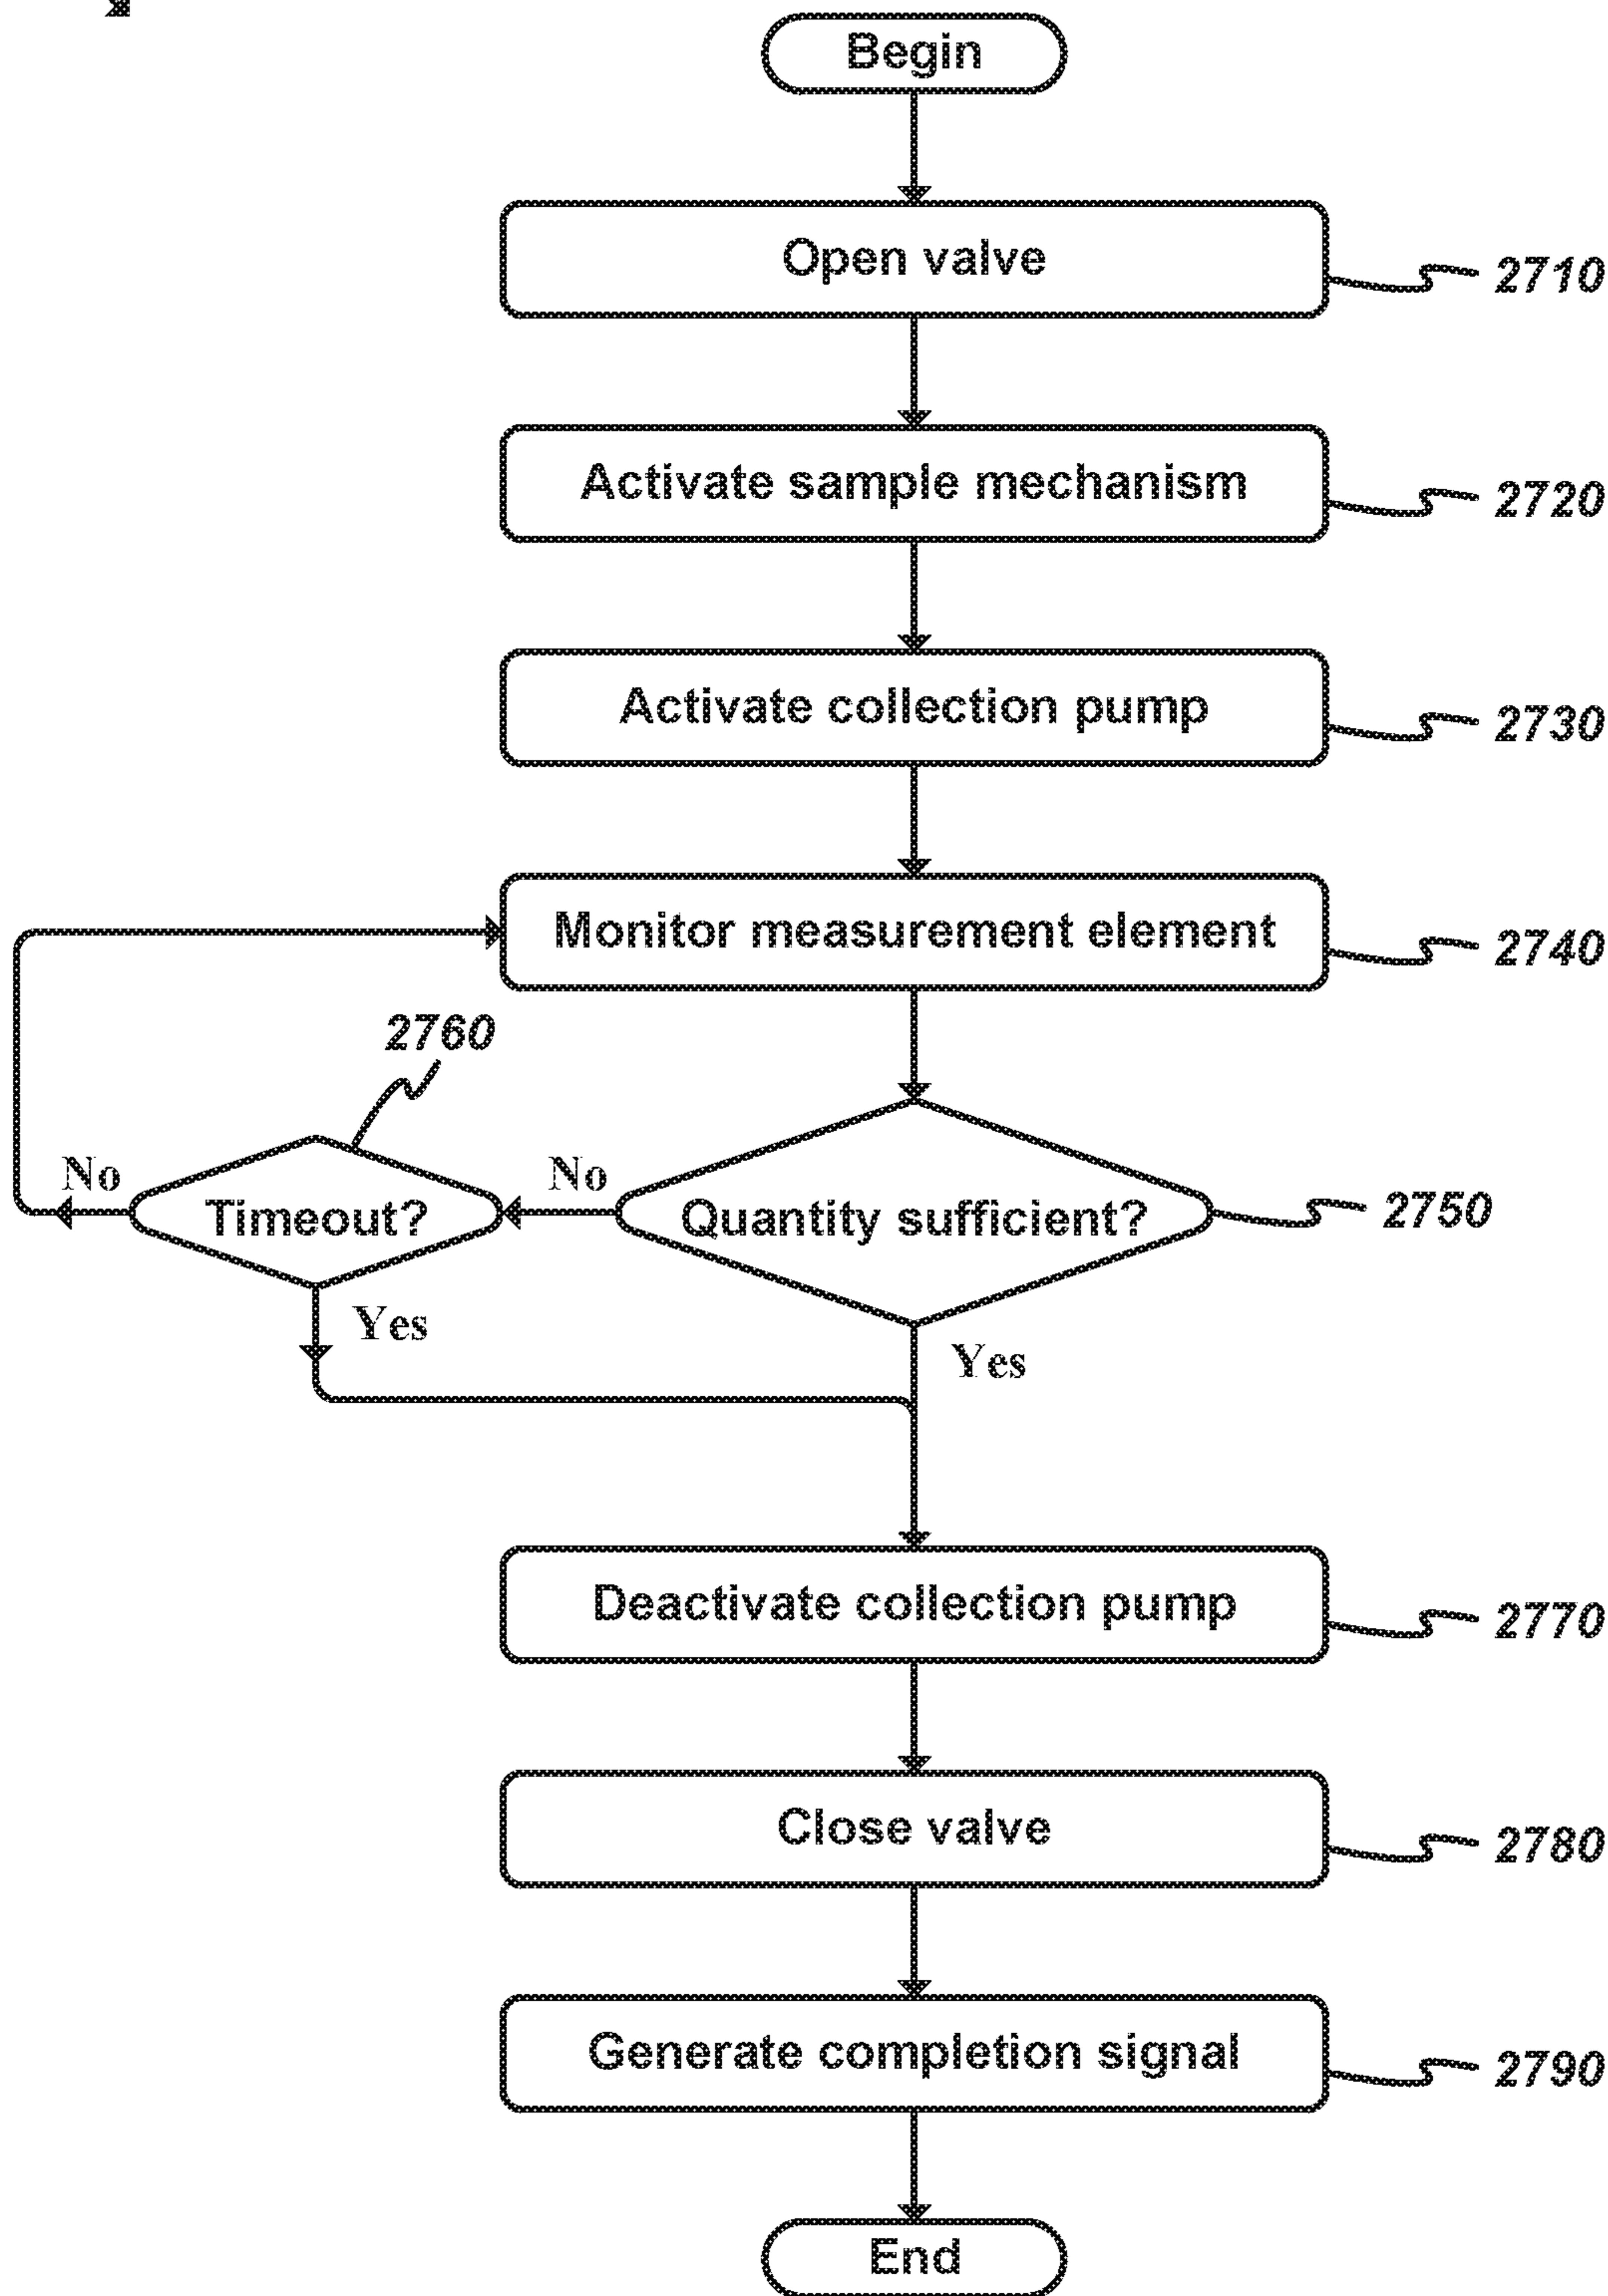 Begin
Open valve
2710
Activate sample mechanism
2720
Activate collection pump
2730
Monitor measurement element
2740
2760
No
Timeout?
No
Quantity sufficient?
2750
Yes
Yes
Deactivate collection pump
2770
Close valve
2780
Generate completion signal
2790
End